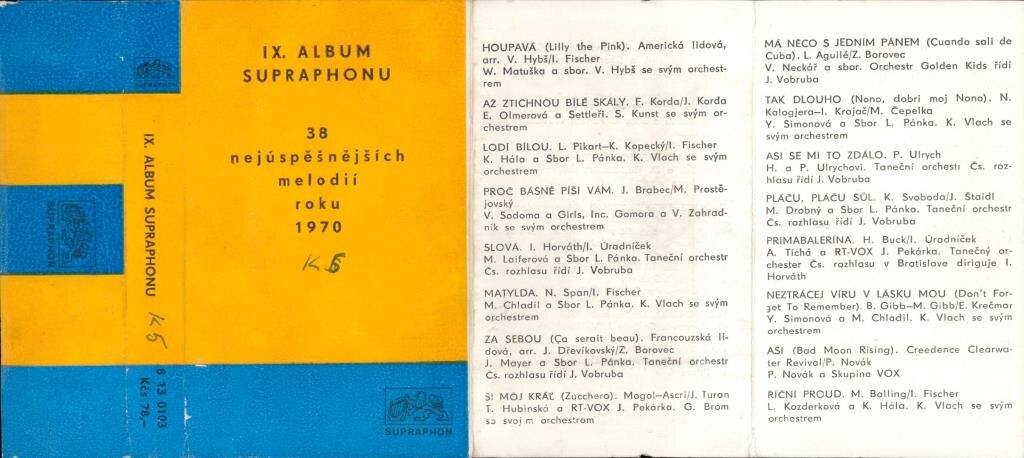 SUPRAPHON
SUPRAPHON
IX. ALBUM SUPRAPHONU
K5
8 13 0103
Kčs 78,—
IX. ALBUM
SUPRAPHONU
38
nejúspěšnějších
melodií
roku
1970
K5
SUPRAPHON
HOUPAVÁ (Lilly the Pink). Americká lidová,
arr. V. Hybš/I. Fischer
W. Matuška a sbor. V. Hybš se svým orchest-
rem
AŽ ZTICHNOU BÍLÉ SKÁLY. F. Korda/J. Korda
E. Olmerová a Settleři. S. Kunst se svým or-
chestrem
LODÍ BÍLOU. L. Pikart—K. Kopecký/I. Fischer
K. Hála a Sbor L. Pánka. K. Vlach se svým
orchestrem
PROČ BÁSNĚ PÍŠI VÁM. J. Brabec/M. Prostě-
jovský
V. Sodoma a Girls, Inc. Gomora a V. Zahrad-
ník se svým orchestrem
SLOVÁ. I. Horváth/I. Úradníček
M. Laiferová a Sbor L. Pánka. Taneční orchestr
Čs. rozhlasu řídí J. Vobruba
MATYLDA. N. Span/I. Fischer
M. Chladil a Sbor L. Pánka. K. Vlach se svým
orchestrem
ZA SEBOU (Ça serait beau). Francouzská li-
dová, arr. J. Dřevíkovský/Z. Borovec
J. Mayer a Sbor L. Pánka. Taneční orchestr
Čs. rozhlasu řídí J. Vobruba
SI MÔJ KRÁĽ (Zucchero). Mogol—Ascri/J. Turan
T. Hubinská a RT-VOX J. Pekárka. G. Brom
so svojím orchestrom
MÁ NĚCO S JEDNÍM PÁNEM (Cuando sali de
Cuba). L. Aguilé/Z. Borovec
V. Neckář a sbor. Orchestr Golden Kids řídí
J. Vobruba
TAK DLOUHO (Nono, dobri moj Nono). N.
Kalogjera—I. Krajač/M. Čepelka
Y. Simonová a Sbor L. Pánka. K. Vlach se
svým orchestrem
ASI SE MI TO ZDÁLO. P. Ulrych
H. a P. Ulrychovi. Taneční orchestr Čs. roz-
hlasu řídí J. Vobruba
PLÁČU, PLÁČU SŮL. K. Svoboda/J. Štaidl
M. Drobný a Sbor L. Pánka. Taneční orchestr
Čs. rozhlasu řídí J. Vobruba
PRIMABALERÍNA. H. Buck/I. Úradníček
A. Tichá a RT-VOX J. Pekárka. Tanečný or-
chester Čs. rozhlasu v Bratislave diriguje I.
Horváth
NEZTRÁCEJ VÍRU V LÁSKU MOU (Don't For-
get To Remember). B. Gibb—M. Gibb/E. Krečmar
Y. Simonová a M. Chladil. K. Vlach se svým
orchestrem
ASI (Bad Moon Rising). Creedence Clearwa-
ter Revival/P. Novák
P. Novák a Skupina VOX
ŘÍČNÍ PROUD. M. Balling/I. Fischer
L. Kozderková a K. Hála. K. Vlach se svým
orchestrem